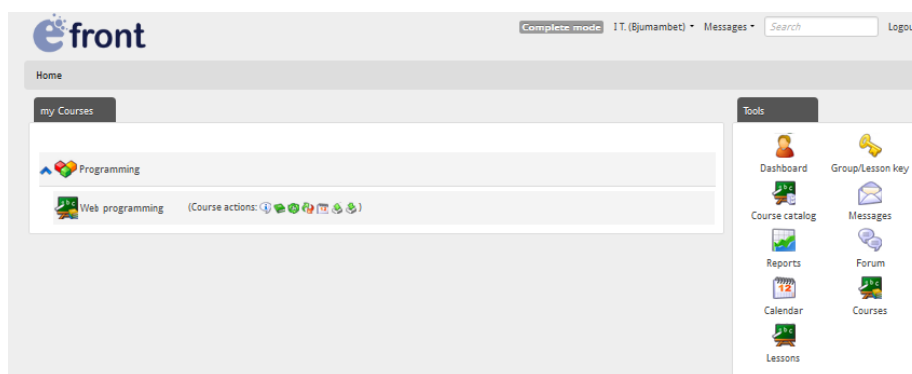 efront
Complete mode I T. (Bjumambet) Messages Search Logou
Home
my Courses
Programming
Web programming (Course actions: )
Tools
Dashboard Group/Lesson key
Course catalog Messages
Reports Forum
12
Calendar Courses
Lessons